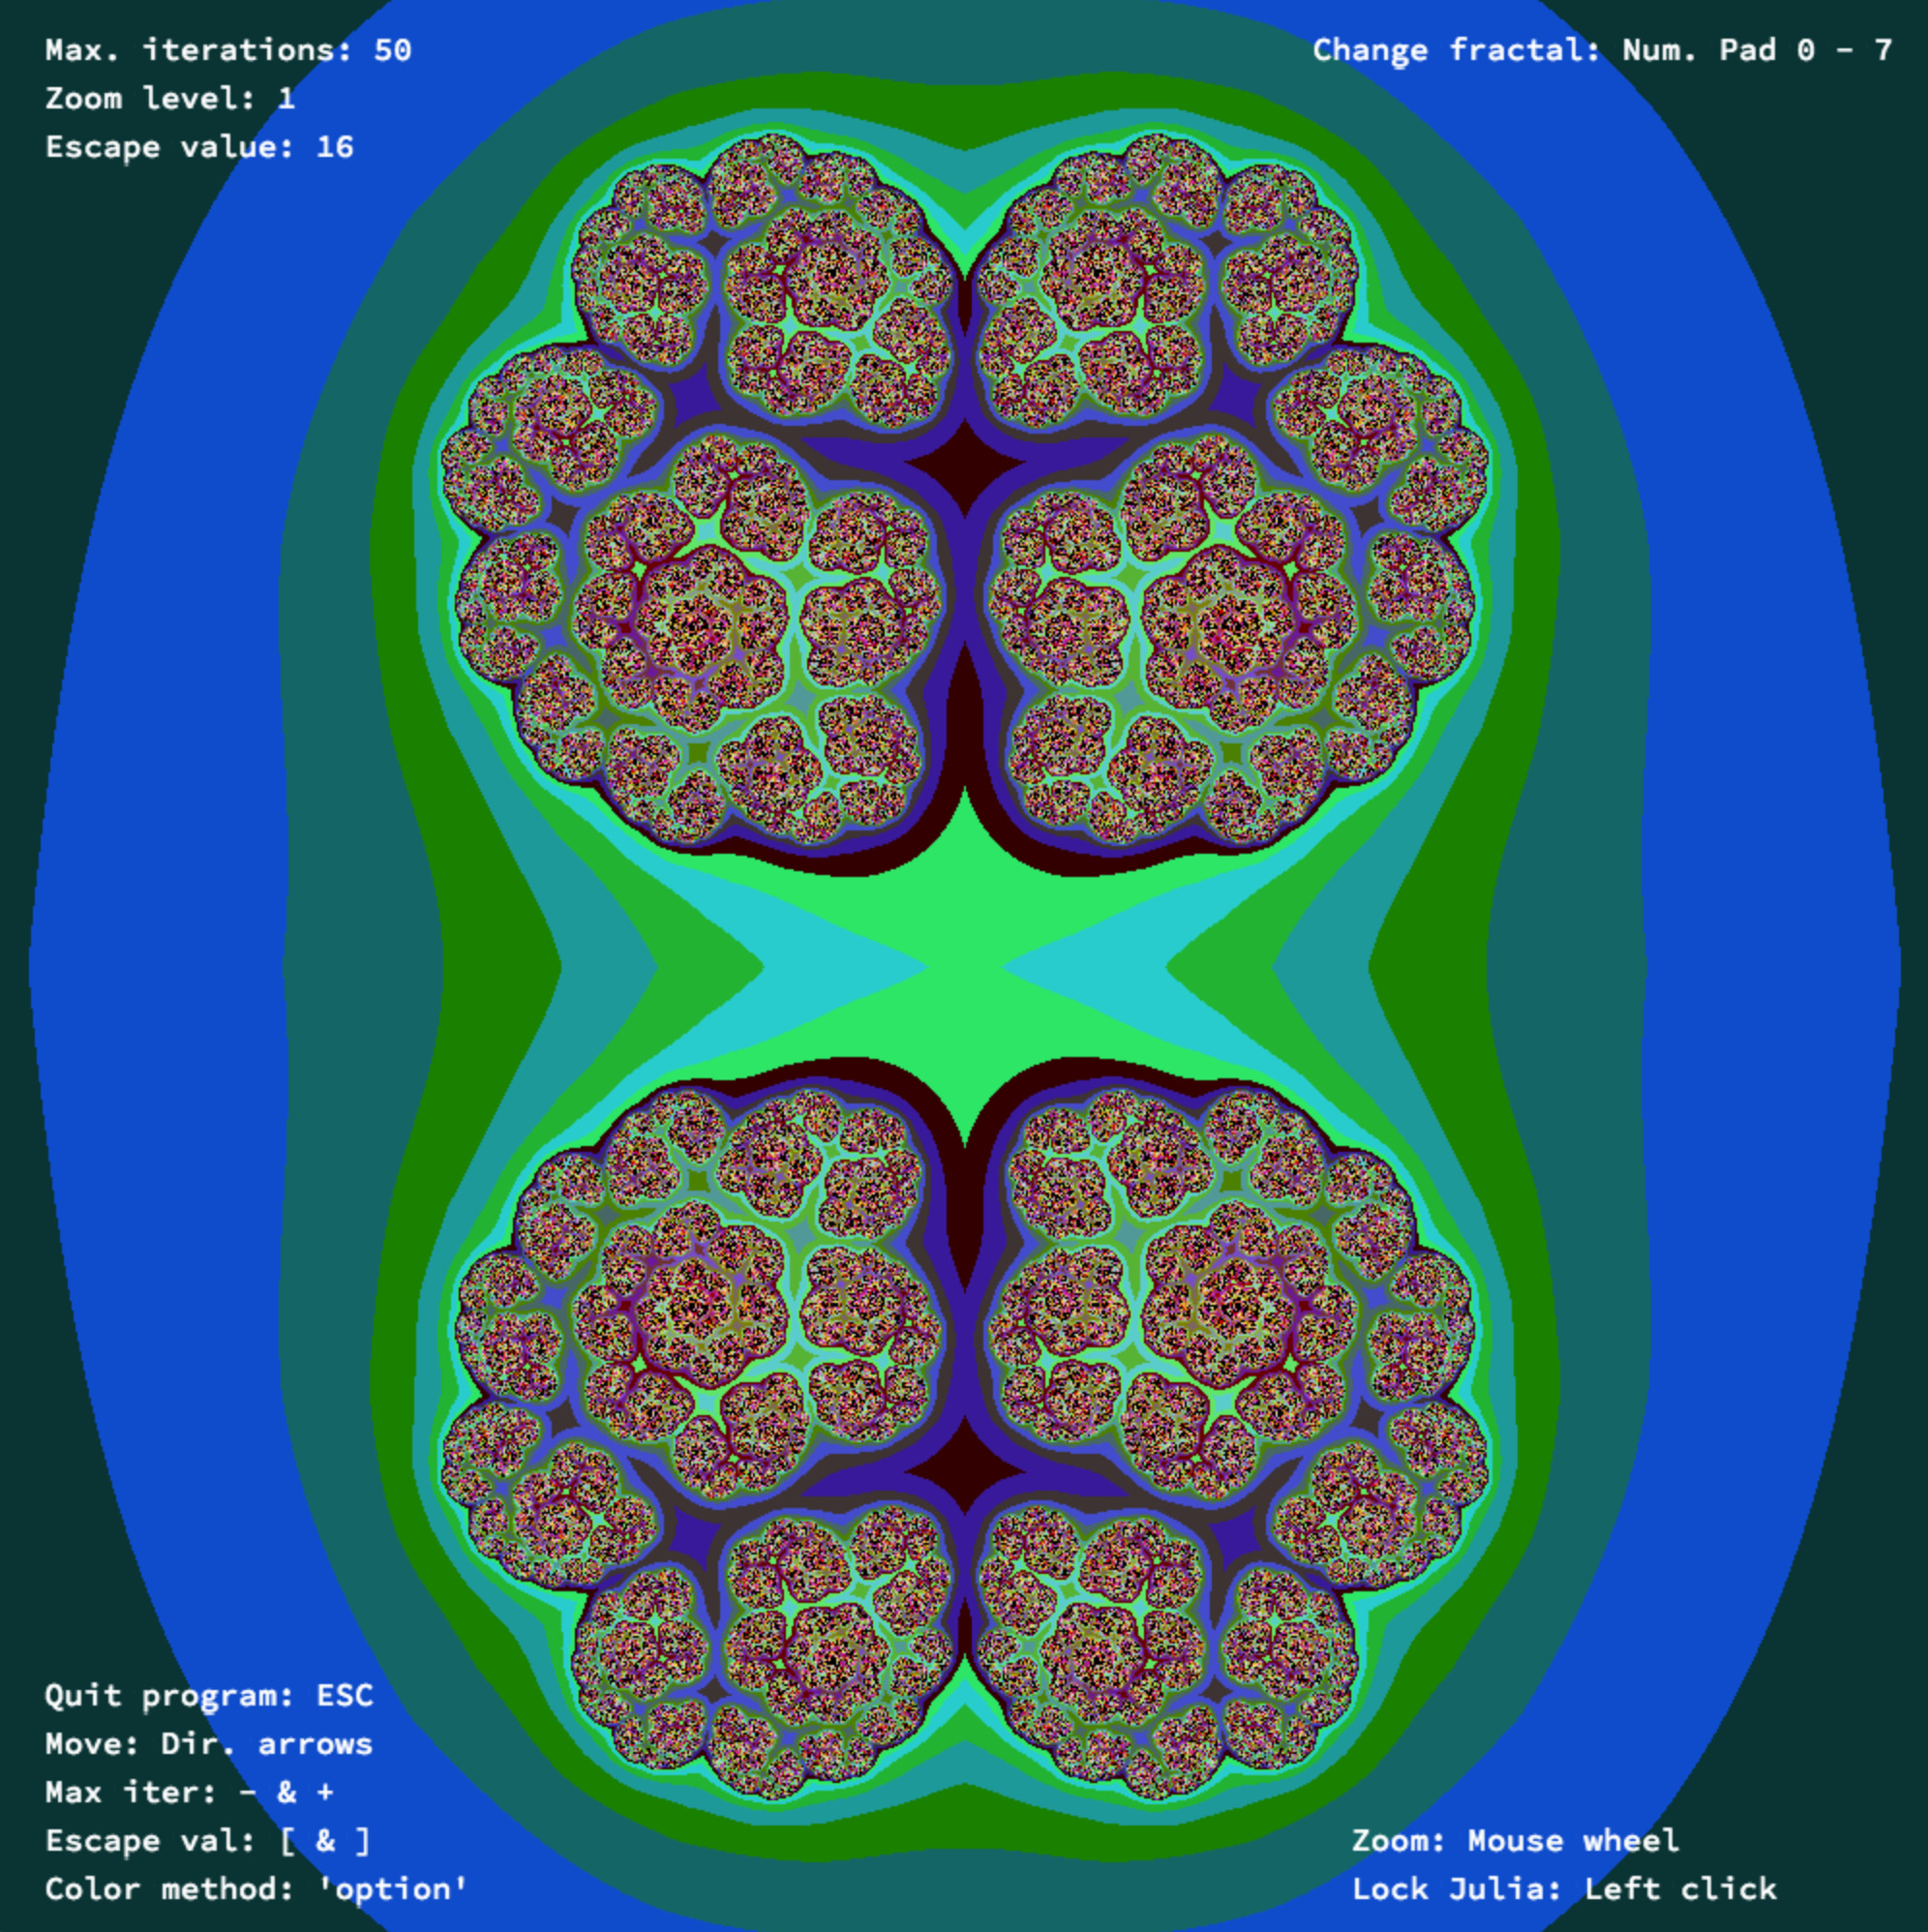 Max. iterations: 50
Zoom level: 1
Escape value: 16
Change fractal: Num. Pad 0 - 7
Quit program: ESC
Move: Dir. arrows
Max iter: - & +
Escape val: [ & ]
Color method: 'option'
Zoom: Mouse wheel
Lock Julia: Left click